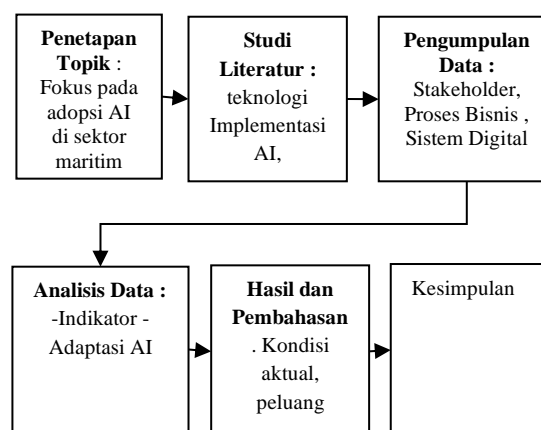 Penetapan
Topik :
Fokus pada
adopsi AI
di sektor
maritim
Studi
Literatur :
teknologi
Implementasi
AI,
Pengumpulan
Data :
Stakeholder,
Proses Bisnis ,
Sistem Digital
Analisis Data :
-Indikator -
Adaptasi AI
Hasil dan
Pembahasan
. Kondisi
aktual,
peluang
Kesimpulan